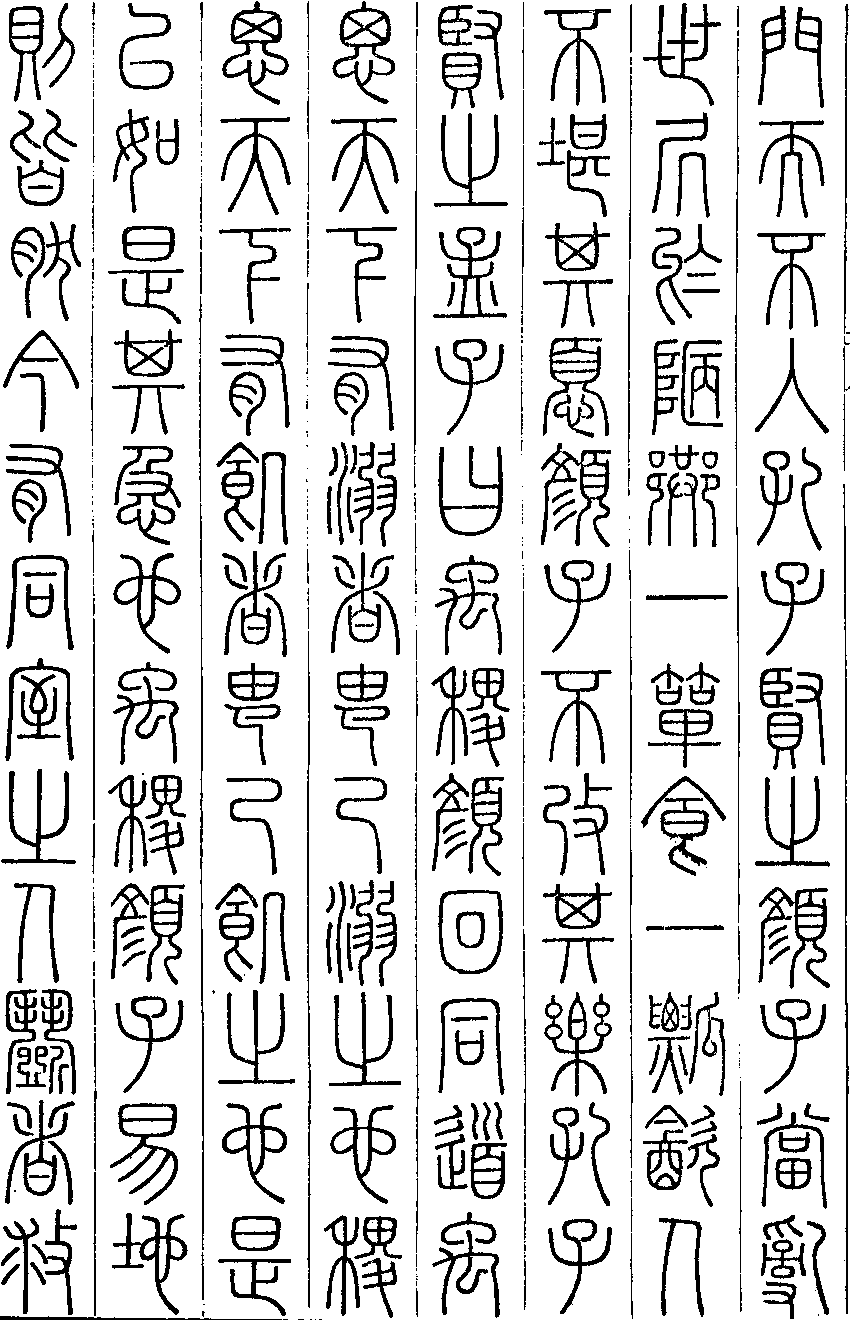 門而不入孔子賢之顏子當亂
世居於陋巷一簞食一瓢飲人
不堪其憂顏子不改其樂孔子
賢之孟子曰禹稷顏回同道禹
思天下有溺者由己溺之也稷
思天下有飢者由己飢之也是
以如是其急也禹稷顏子易地
則皆然今有同室之人鬭者救